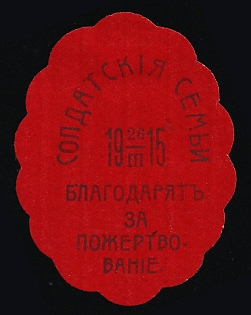 СОЛДАТСКІЯ СЕМЬИ
19 26/III 15
БЛАГОДАРЯТЪ
ЗА
ПОЖЕРТВО-
ВАНІЕ